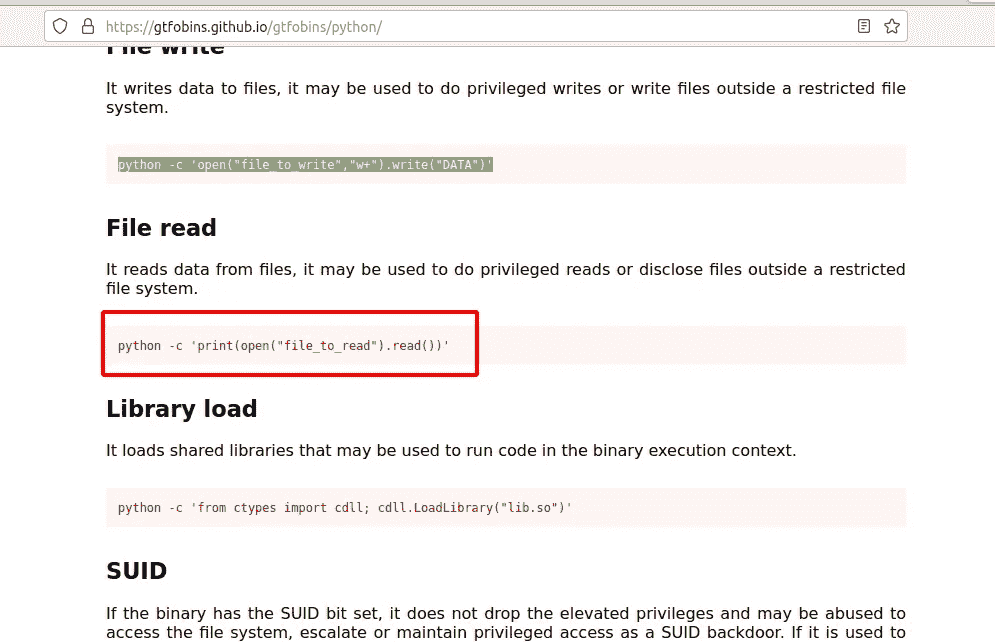 https://gtfobins.github.io/gtfobins/python/
File write
It writes data to files, it may be used to do privileged writes or write files outside a restricted file
system.
python -c 'open("file_to_write","w+").write("DATA")'
File read
It reads data from files, it may be used to do privileged reads or disclose files outside a restricted
file system.
python -c 'print(open("file_to_read").read())'
Library load
It loads shared libraries that may be used to run code in the binary execution context.
python -c 'from ctypes import cdll; cdll.LoadLibrary("lib.so")'
SUID
If the binary has the SUID bit set, it does not drop the elevated privileges and may be abused to
access the file system, escalate or maintain privileged access as a SUID backdoor. If it is used to